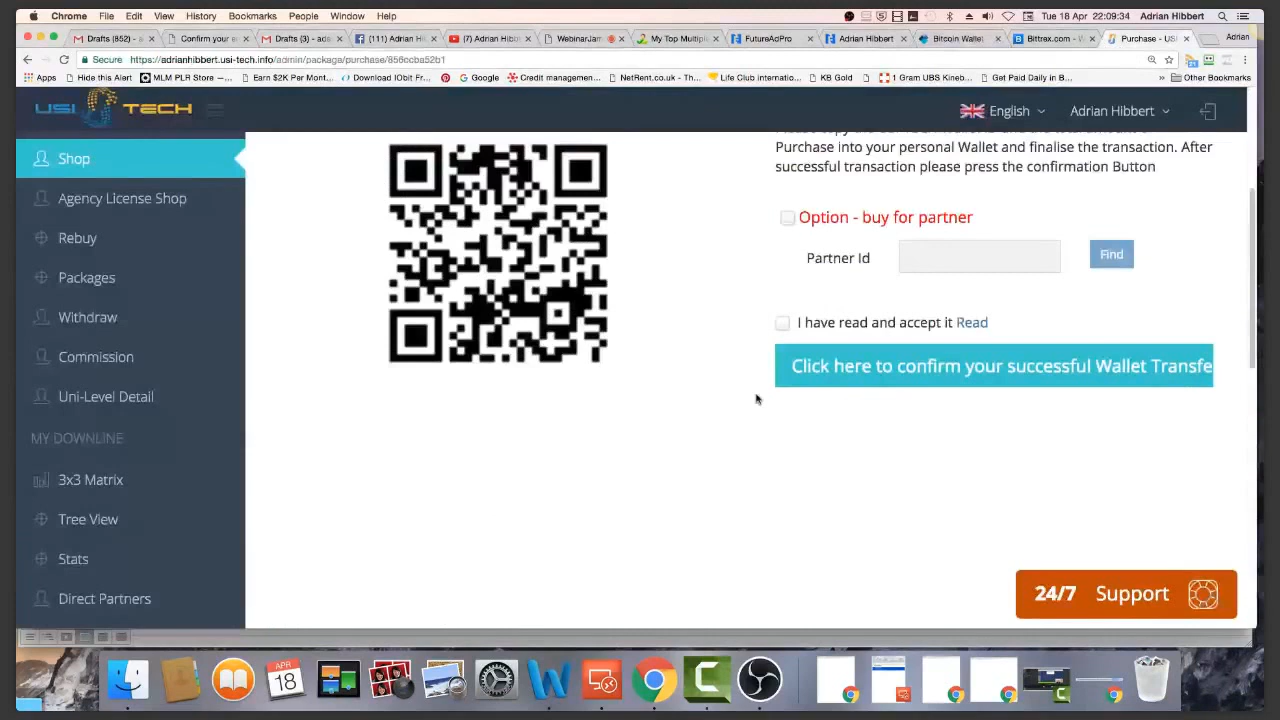 Chrome File Edit View History Bookmarks People Window Help Tue 18 Apr 22:09:34 Adrian Hibbert
Drafts (852) - a Confirm your e Drafts (3) - ad (111) Adrian Hi (7) Adrian Hib WebinarJam My Top Multiple FutureAdPro Adrian Hibbert Bitcoin Wallet Bittrex.com - W Purchase - USI Adrian
Secure https://adrianhibbert.usi-tech.info/admin/package/purchase/856ccba52b1
Apps Hide this Alert MLM PLR Store —... Earn $2K Per Mont... Download IObit Fr... Google Credit managemen... NetRent.co.uk - Th... Life Club internatio... KB Gold 1 Gram UBS Kineb... Get Paid Daily in B... » Other Bookmarks
USI TECH English Adrian Hibbert
Purchase into your personal Wallet and finalise the transaction. After
successful transaction please press the confirmation Button
Shop
Agency License Shop
Rebuy
Packages
Withdraw
Commission
Uni-Level Detail
MY DOWNLINE
3x3 Matrix
Tree View
Stats
Direct Partners
Option - buy for partner
Partner Id Find
I have read and accept it Read
Click here to confirm your successful Wallet Transfe
24/7 Support
APR
18